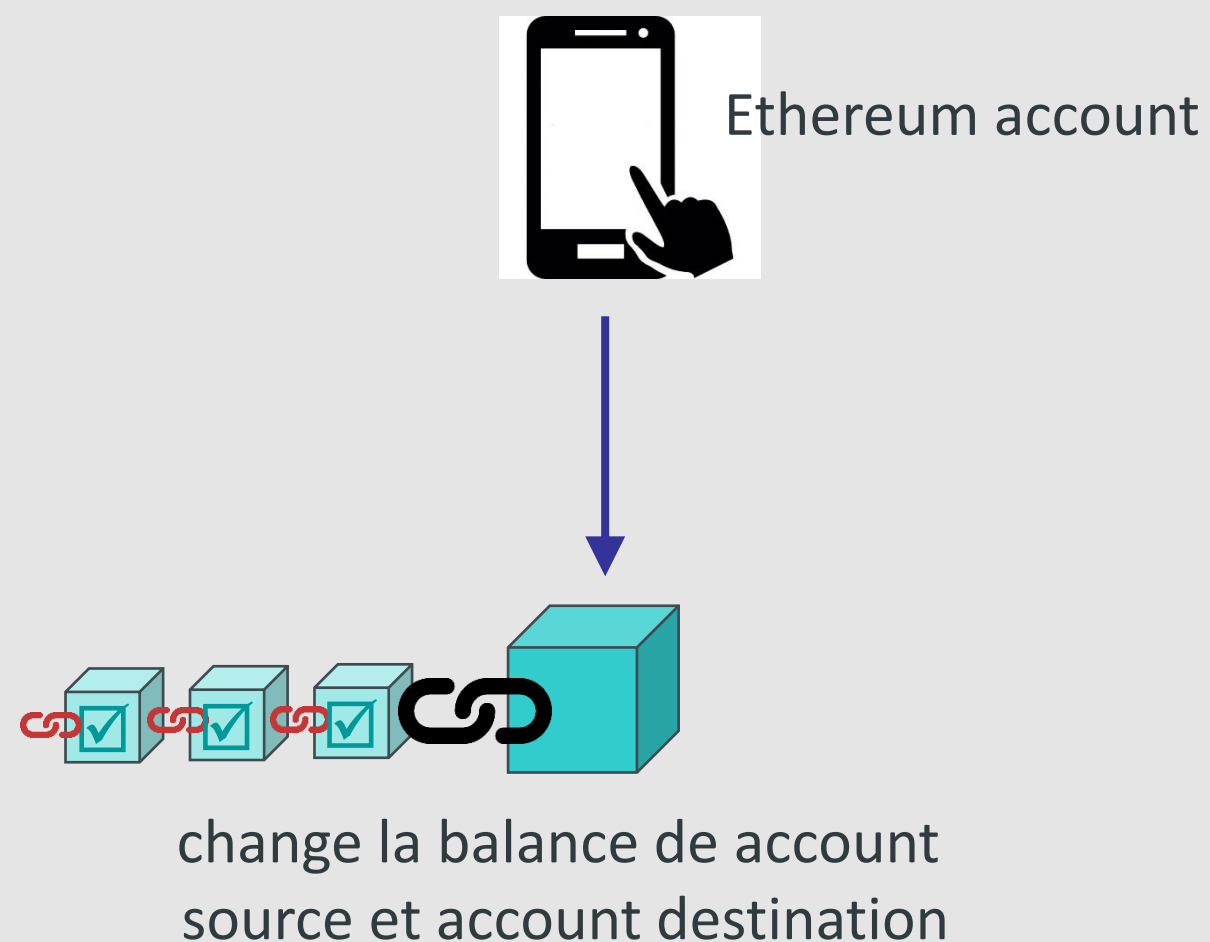 Ethereum account
change la balance de account
source et account destination